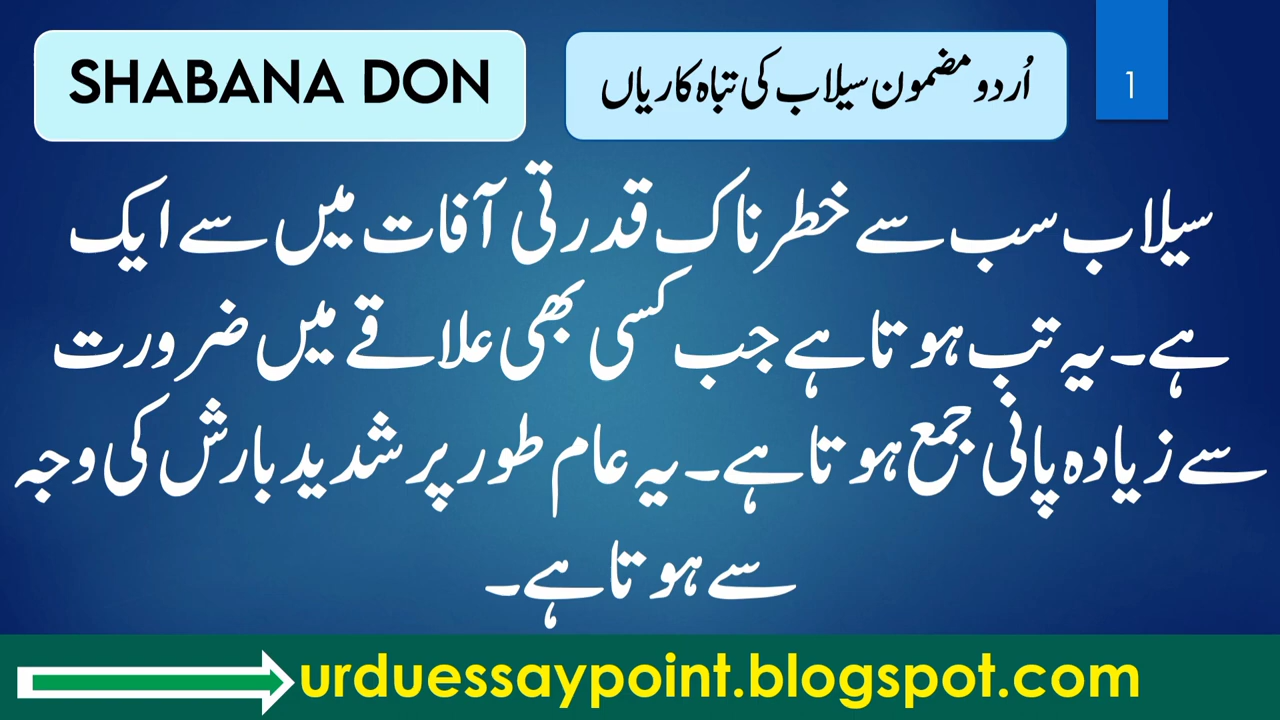 SHABANA DON
اُردو مضمون سیلاب کی تباہ کاریاں
1
سیلاب سب سے خطرناک قدرتی آفات میں سے ایک
ہے۔ یہ تب ہوتا ہے جب کسی بھی علاقے میں ضرورت
سے زیادہ پانی جمع ہوتا ہے۔ یہ عام طور پر شدید بارش کی وجہ
سے ہوتا ہے۔
urduessaypoint.blogspot.com